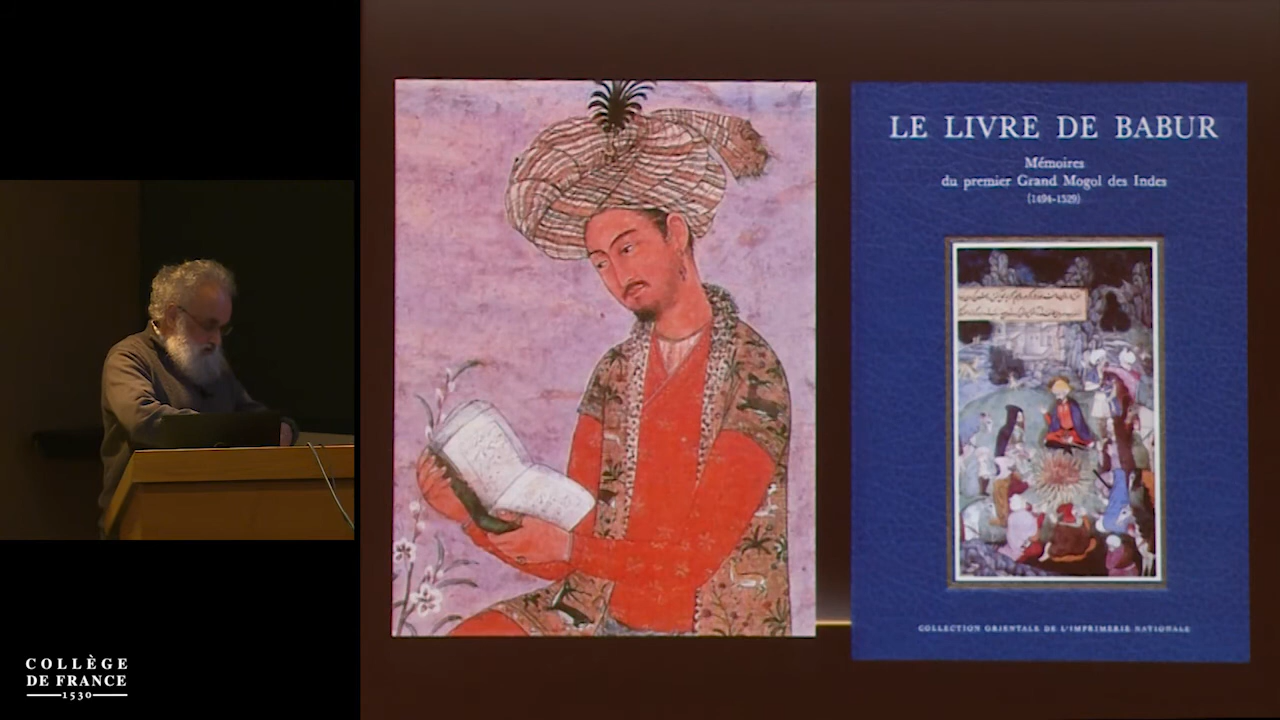 LE LIVRE DE BABUR
Mémoires
du premier Grand Mogol des Indes
(1494-1529)
COLLECTION ORIENTALE DE L'IMPRIMERIE NATIONALE
COLLÈGE
DE FRANCE
1530